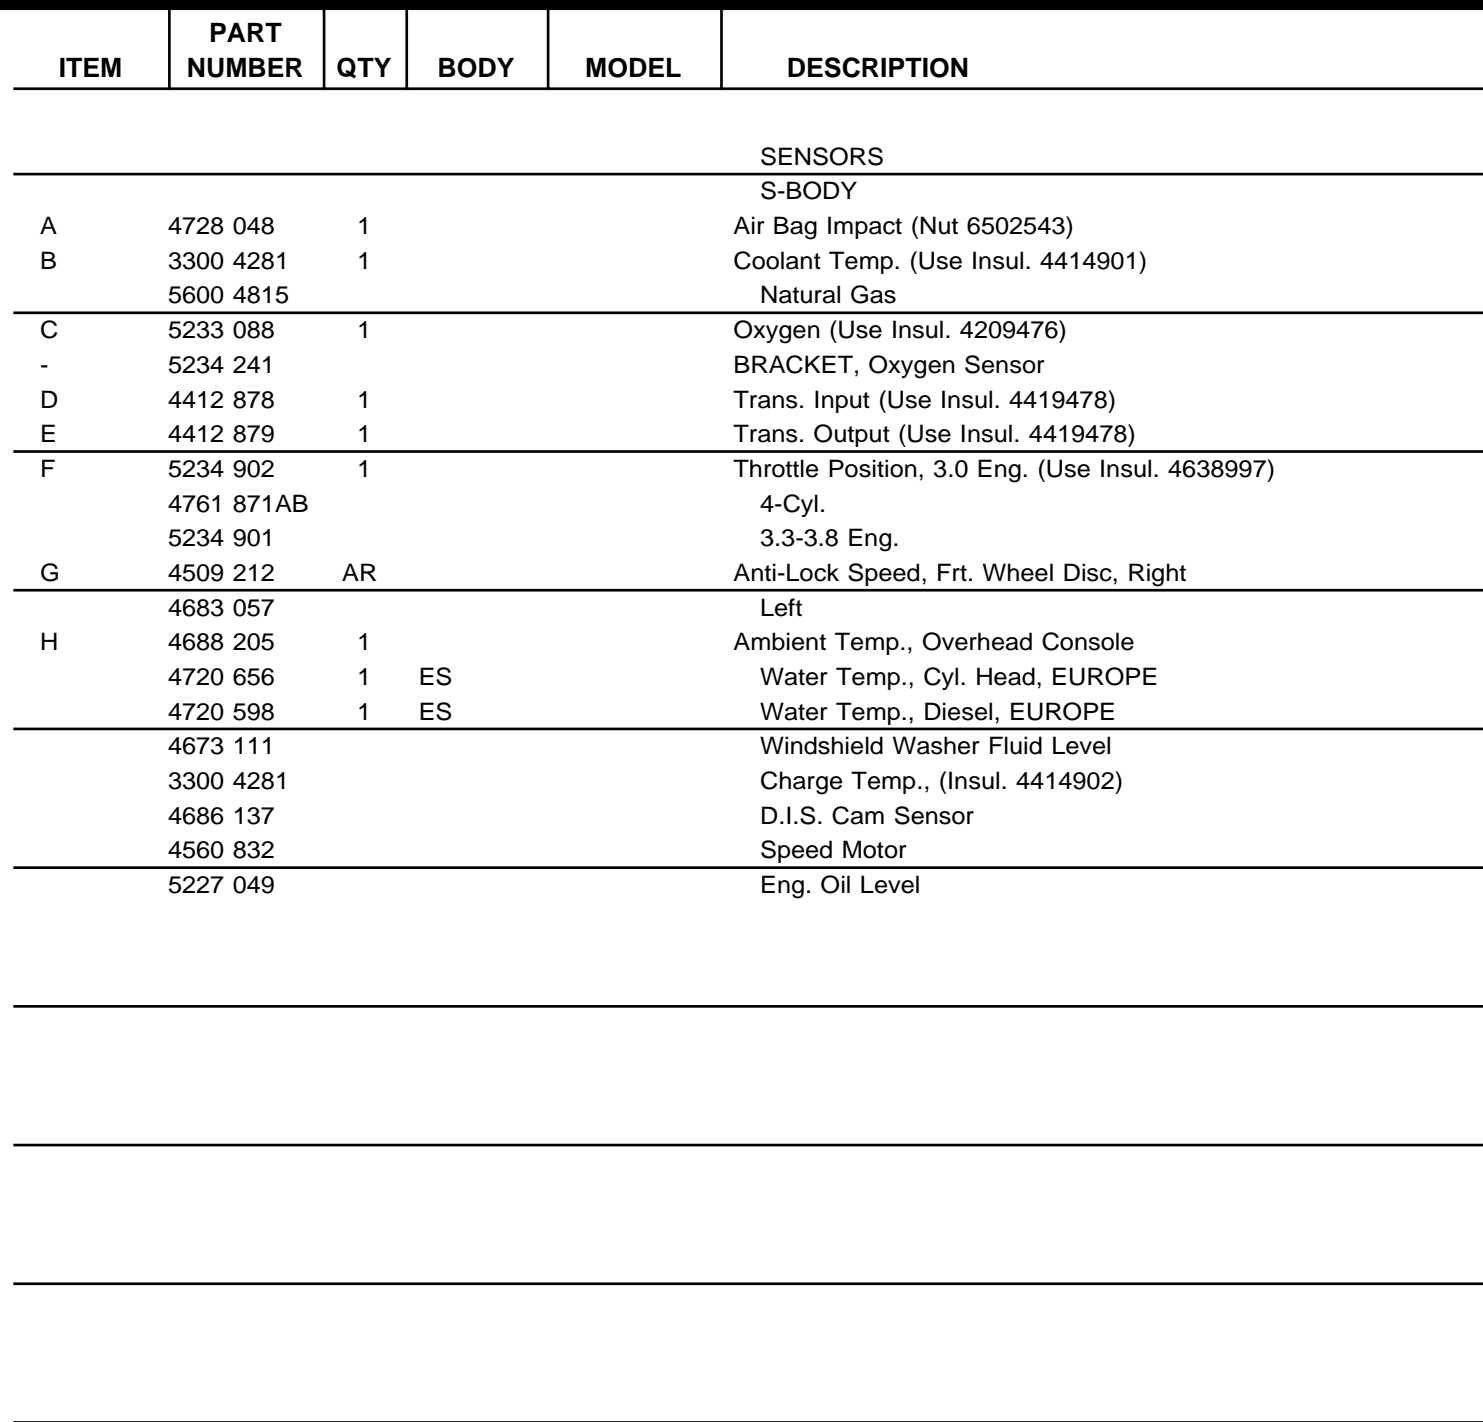 PART
ITEM NUMBER QTY BODY MODEL DESCRIPTION
SENSORS
S-BODY
A 4728 048 1 Air Bag Impact (Nut 6502543)
B 3300 4281 1 Coolant Temp. (Use Insul. 4414901)
5600 4815 Natural Gas
C 5233 088 1 Oxygen (Use Insul. 4209476)
- 5234 241 BRACKET, Oxygen Sensor
D 4412 878 1 Trans. Input (Use Insul. 4419478)
E 4412 879 1 Trans. Output (Use Insul. 4419478)
F 5234 902 1 Throttle Position, 3.0 Eng. (Use Insul. 4638997)
4761 871AB 4-Cyl.
5234 901 3.3-3.8 Eng.
G 4509 212 AR Anti-Lock Speed, Frt. Wheel Disc, Right
4683 057 Left
H 4688 205 1 Ambient Temp., Overhead Console
4720 656 1 ES Water Temp., Cyl. Head, EUROPE
4720 598 1 ES Water Temp., Diesel, EUROPE
4673 111 Windshield Washer Fluid Level
3300 4281 Charge Temp., (Insul. 4414902)
4686 137 D.I.S. Cam Sensor
4560 832 Speed Motor
5227 049 Eng. Oil Level